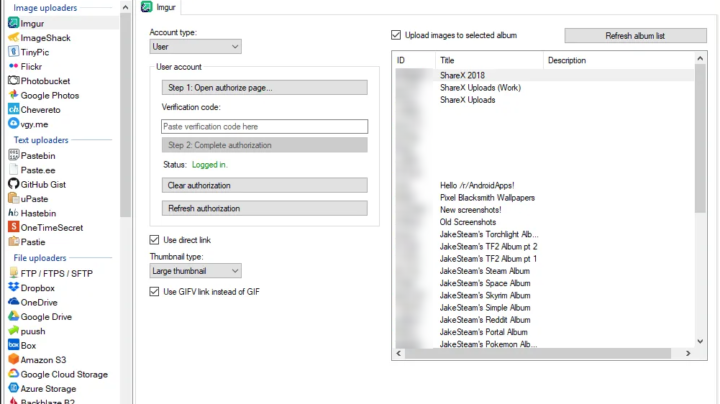 Image uploaders
Imgur
ImageShack
TinyPic
Flickr
Photobucket
Google Photos
Chevereto
vgy.me
Text uploaders
Pastebin
Paste.ee
GitHub Gist
uPaste
Hastebin
OneTimeSecret
Pastie
File uploaders
FTP / FTPS / SFTP
Dropbox
OneDrive
Google Drive
puush
Box
Amazon S3
Google Cloud Storage
Azure Storage
Backblaze B2
Imgur
Account type:
User
User account
Step 1: Open authorize page...
Verification code:
Paste verification code here
Step 2: Complete authorization
Status: Logged in.
Clear authorization
Refresh authorization
Use direct link
Thumbnail type:
Large thumbnail
Use GIFV link instead of GIF
Upload images to selected album
Refresh album list
ID Title Description
ShareX 2018
ShareX Uploads (Work)
ShareX Uploads
Hello /r/AndroidApps!
Pixel Blacksmith Wallpapers
New screenshots!
Old Screenshots
JakeSteam's Torchlight Alb...
JakeSteam's TF2 Album pt 2
JakeSteam's TF2 Album pt 1
JakeSteam's Steam Album
JakeSteam's Space Album
JakeSteam's Skyrim Album
JakeSteam's Simple Album
JakeSteam's Reddit Album
JakeSteam's Portal Album
JakeSteam's Pokemon Alb...